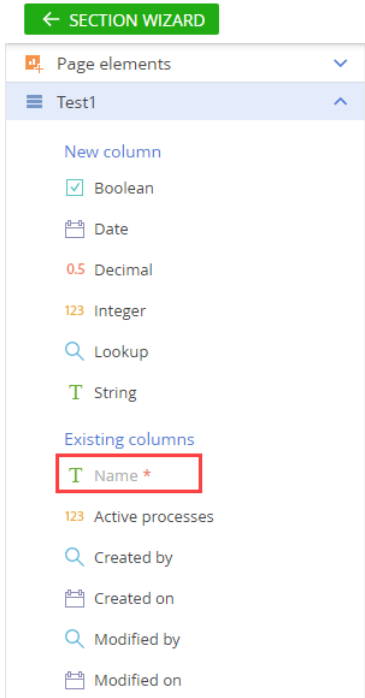 ← SECTION WIZARD
Page elements
Test1
New column
Boolean
Date
0.5 Decimal
123 Integer
Lookup
T String
Existing columns
T Name *
123 Active processes
Created by
Created on
Modified by
Modified on